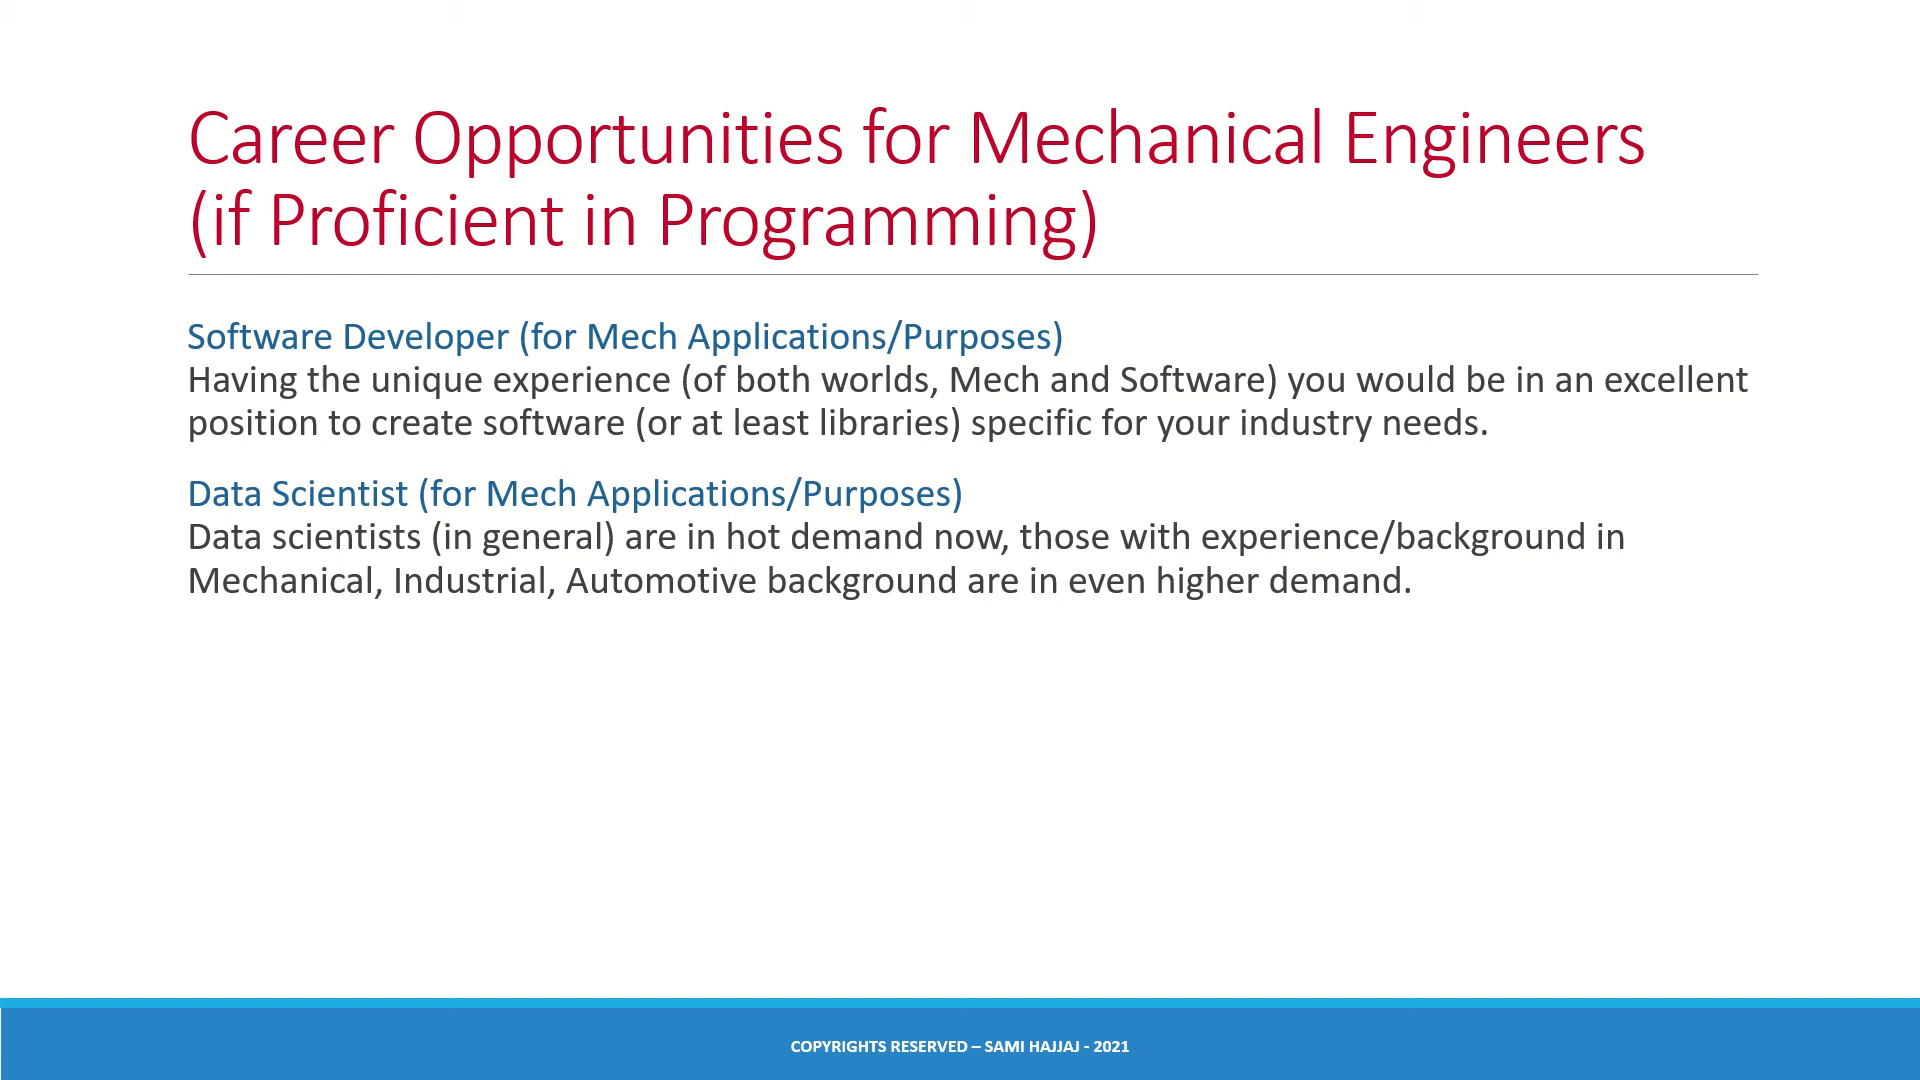 Career Opportunities for Mechanical Engineers
(if Proficient in Programming)
Software Developer (for Mech Applications/Purposes)
Having the unique experience (of both worlds, Mech and Software) you would be in an excellent
position to create software (or at least libraries) specific for your industry needs.
Data Scientist (for Mech Applications/Purposes)
Data scientists (in general) are in hot demand now, those with experience/background in
Mechanical, Industrial, Automotive background are in even higher demand.
COPYRIGHTS RESERVED – SAMI HAJJAJ - 2021